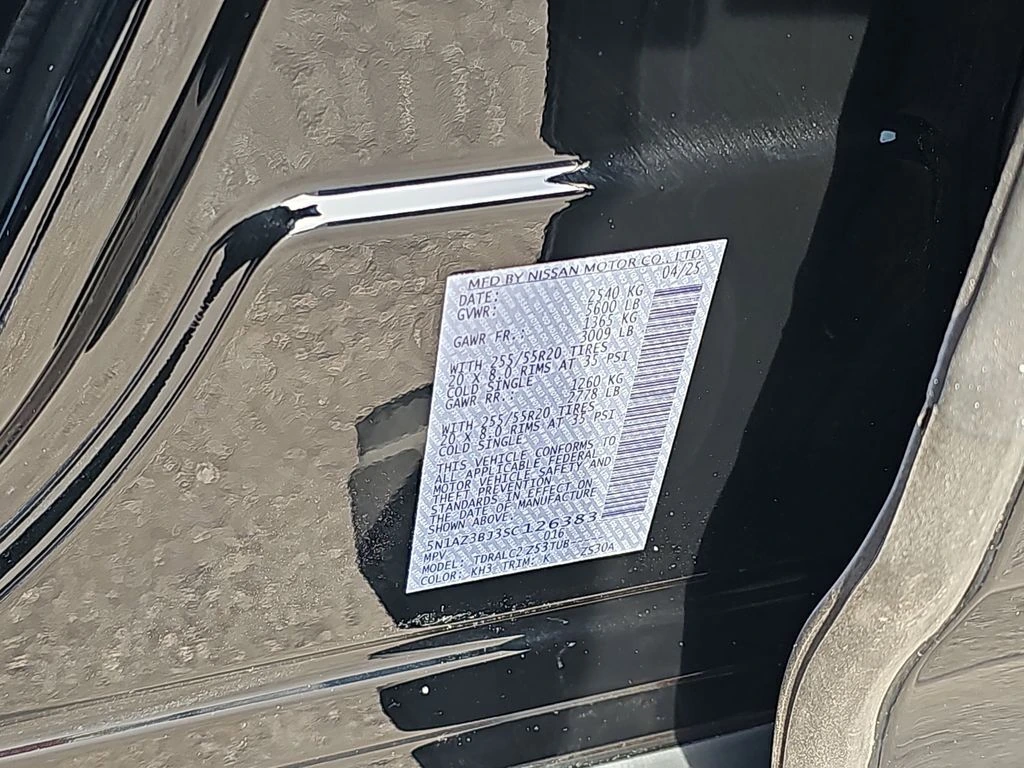 MFD BY NISSAN MOTOR CO., LTD.
DATE: 04/25
GVWR: 2540 KG
5600 LB
GAWR FR.: 1365 KG
3009 LB
WITH 255/55R20 TIRES
20 X 8.0 RIMS AT 35 PSI
COLD SINGLE
GAWR RR.: 1260 KG
2778 LB
WITH 255/55R20 TIRES
20 X 8.0 RIMS AT 35 PSI
COLD SINGLE
THIS VEHICLE CONFORMS TO
ALL APPLICABLE FEDERAL
MOTOR VEHICLE SAFETY AND
THEFT PREVENTION
STANDARDS IN EFFECT ON
THE DATE OF MANUFACTURE
SHOWN ABOVE.
5N1AZ3BJ3SC126383
MPV 016
MODEL: TDRALC2 ZS3TUB-- ZS30A
COLOR: KH3 TRIM: K